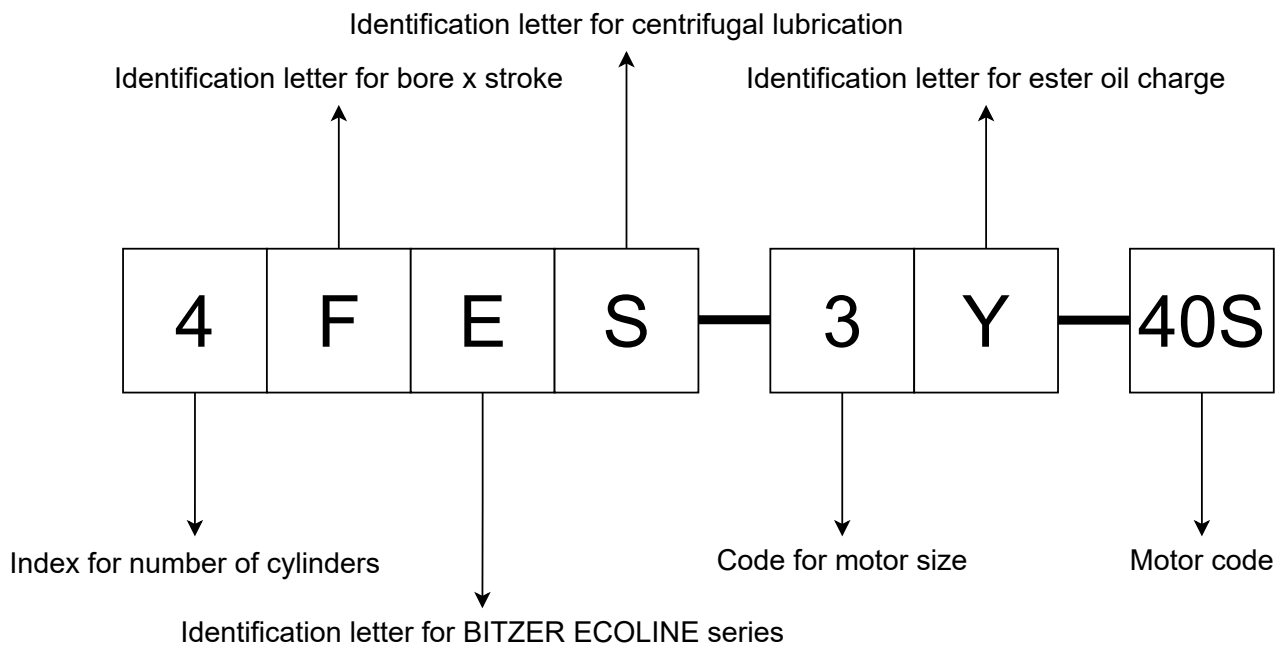 Identification letter for centrifugal lubrication
Identification letter for bore x stroke
Identification letter for ester oil charge
4 F E S 3 Y 40S
Index for number of cylinders
Code for motor size
Motor code
Identification letter for BITZER ECOLINE series